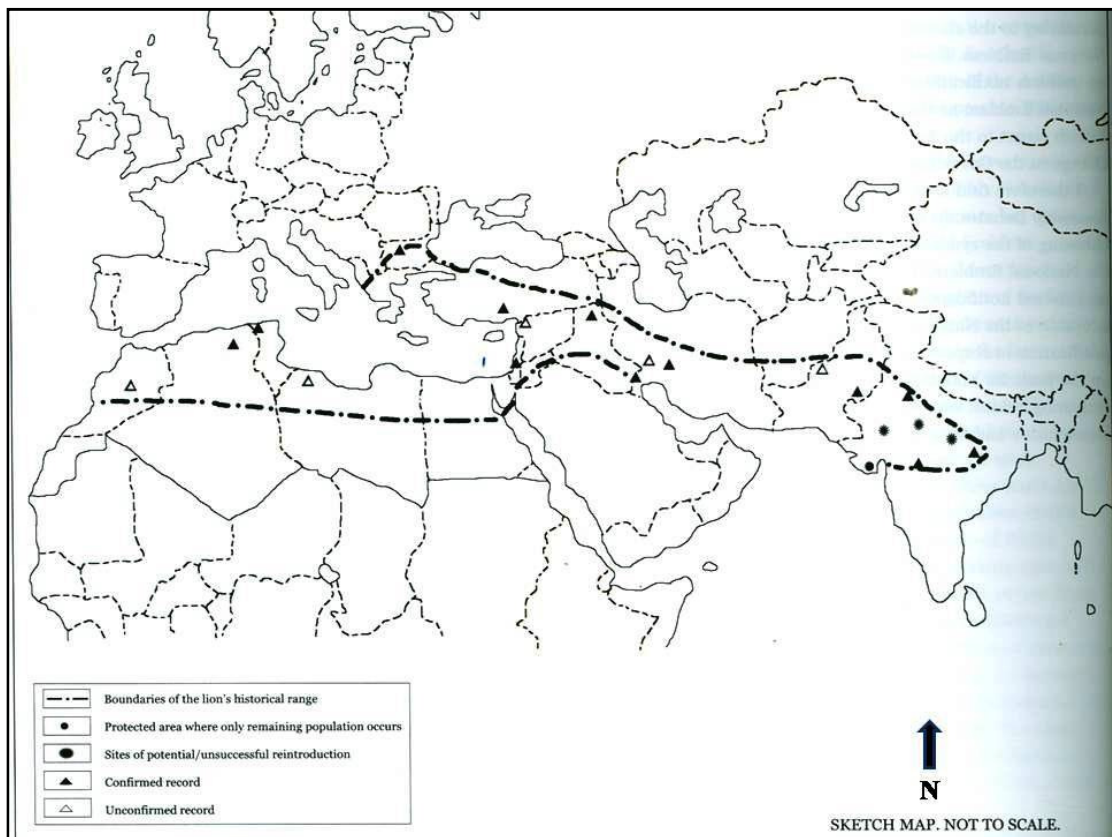 Boundaries of the lion's historical range
Protected area where only remaining population occurs
Sites of potential/unsuccessful reintroduction
Confirmed record
Unconfirmed record
N
SKETCH MAP. NOT TO SCALE.